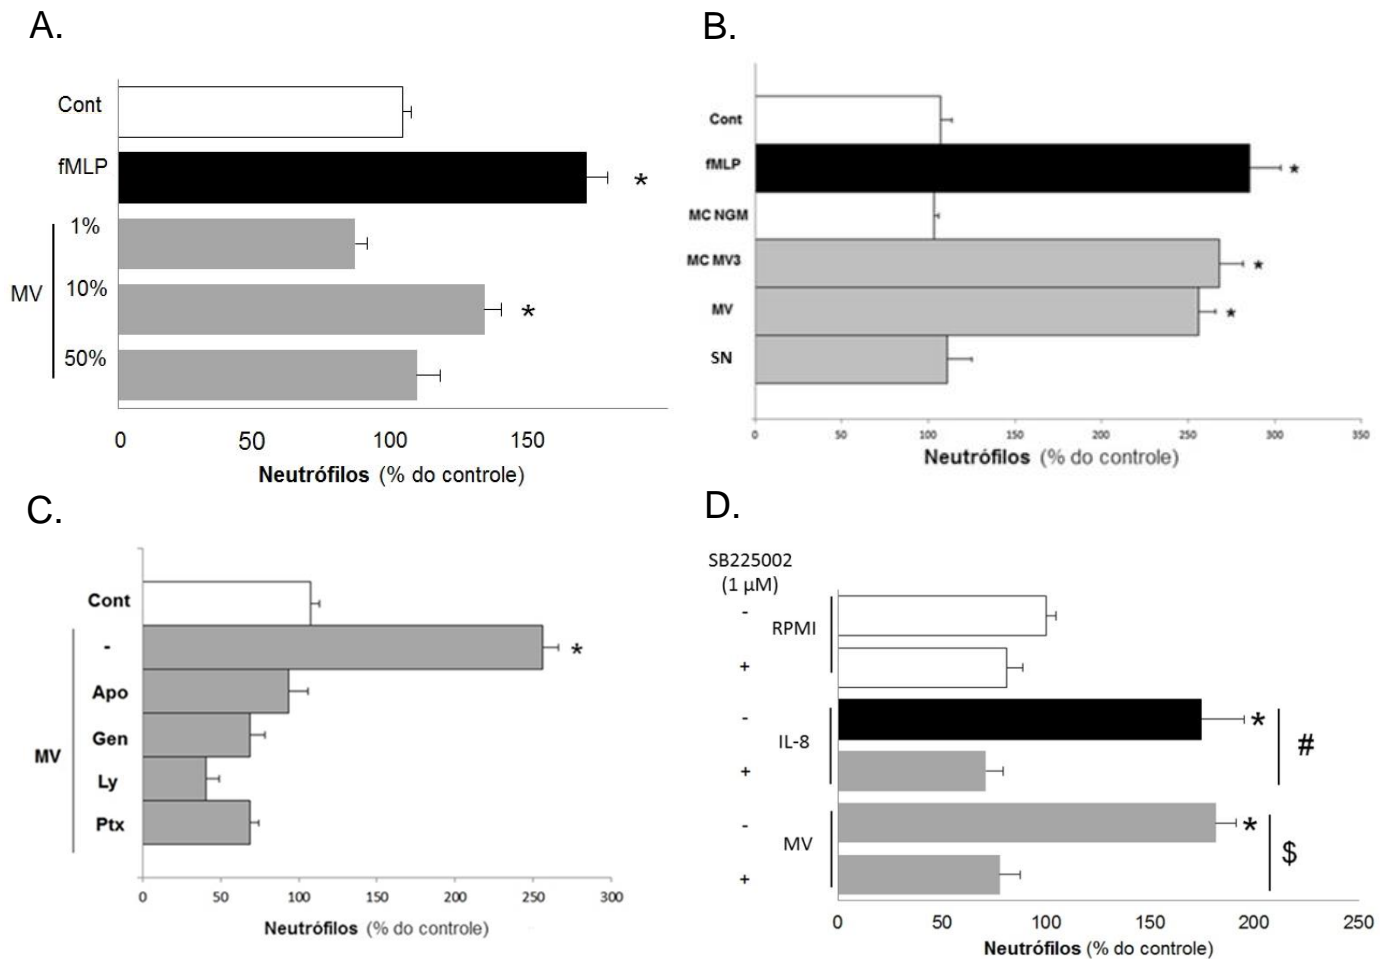 A.
Cont
fMLP
*
1%
10%
*
MV
50%
0 50 100 150
Neutrófilos (% do controle)
B.
Cont
fMLP
*
MC NGM
MC MV3
*
MV
*
SN
0 50 100 150 200 250 300 350
Neutrófilos (% do controle)
C.
Cont
-
*
Apo
Gen
MV
Ly
Ptx
0 50 100 150 200 250 300
Neutrófilos (% do controle)
D.
SB225002
(1 µM)
-
RPMI
+
-
*
IL-8
#
+
-
*
MV
$
+
0 50 100 150 200 250
Neutrófilos (% do controle)